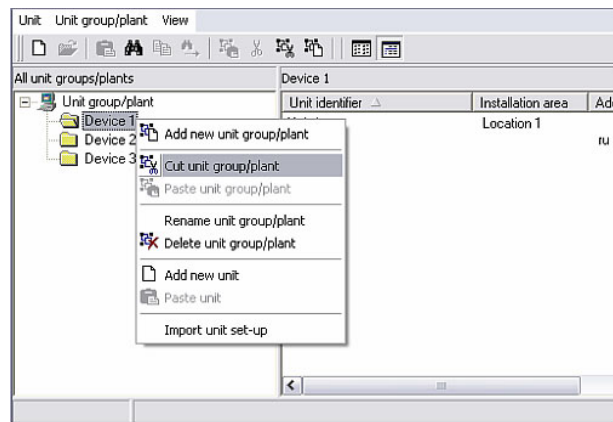 Unit Unit group/plant View
All unit groups/plants
Device 1
Unit group/plant
Unit identifier
Installation area
Device 1
Location 1
Add new unit group/plant
Device 2
ru
Device 3
Cut unit group/plant
Paste unit group/plant
Rename unit group/plant
Delete unit group/plant
Add new unit
Paste unit
Import unit set-up